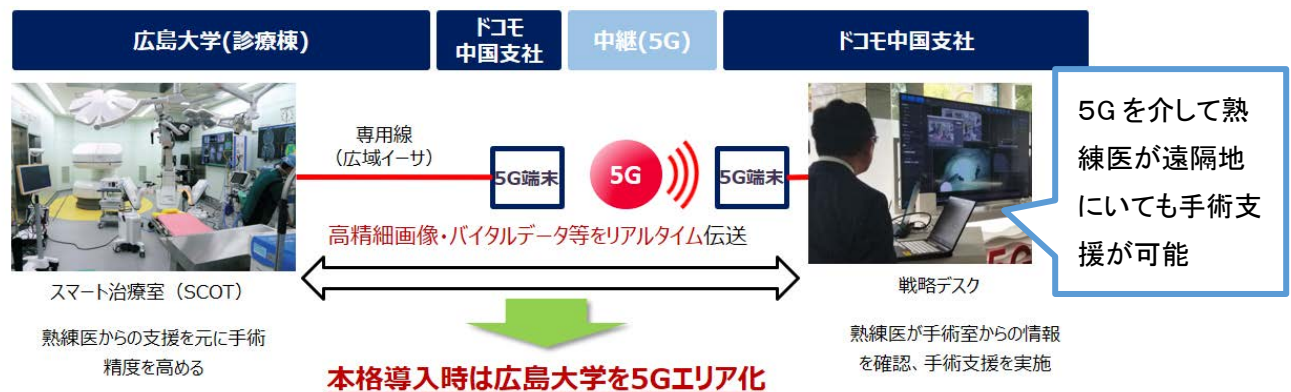 広島大学(診療棟)
ドコモ
中国支社
中継(5G)
ドコモ中国支社
専用線
(広域イーサ)
5G端末
5G
5G端末
高精細画像・バイタルデータ等をリアルタイム伝送
スマート治療室（SCOT）
熟練医からの支援を元に手術
精度を高める
戦略デスク
熟練医が手術室からの情報
を確認、手術支援を実施
5Gを介して熟
練医が遠隔地
にいても手術支
援が可能
本格導入時は広島大学を5Gエリア化